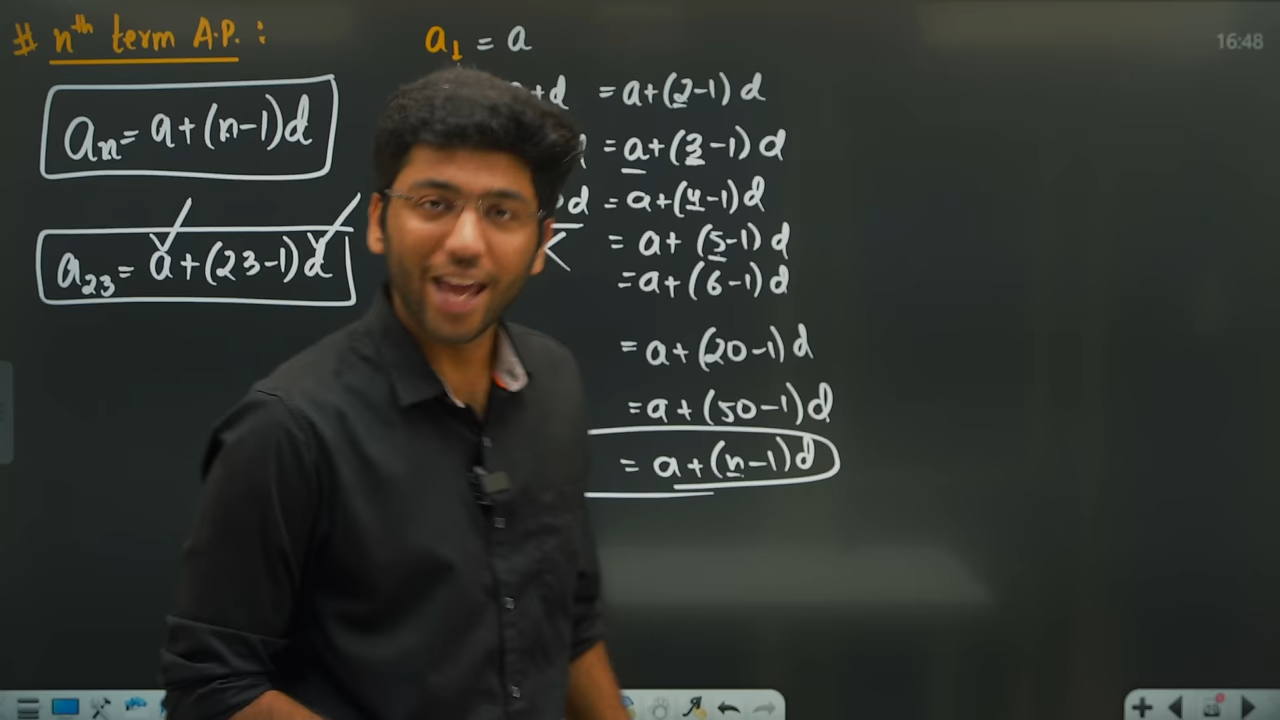 # nth term A.P. :
aₙ = a+(n-1)d
a₂₃ = a+(23-1)d
a₁ = a
+d = a+(2-1)d
= a+(3-1)d
d = a+(4-1)d
= a+(5-1)d
= a+(6-1)d
= a+(20-1)d
= a+(50-1)d
= a+(n-1)d
16:48